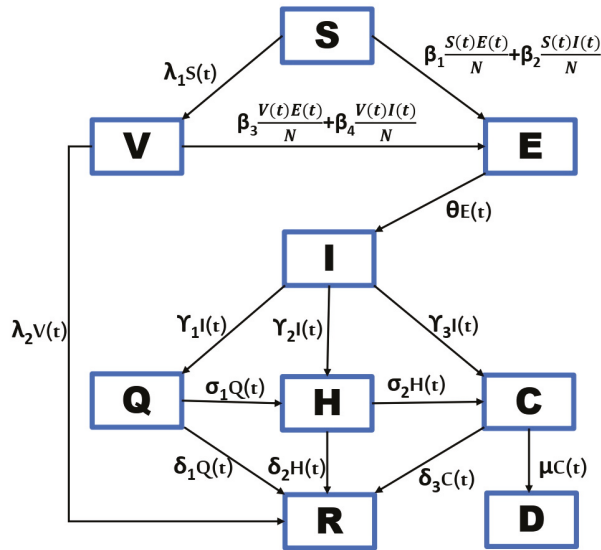 S
λ₁S(t)
β₁ S(t)E(t)/N + β₂ S(t)I(t)/N
V
β₃ V(t)E(t)/N + β₄ V(t)I(t)/N
E
θE(t)
I
λ₂V(t)
ϒ₁I(t)
ϒ₂I(t)
ϒ₃I(t)
Q
σ₁Q(t)
H
σ₂H(t)
C
δ₁Q(t)
δ₂H(t)
δ₃C(t)
μC(t)
R
D